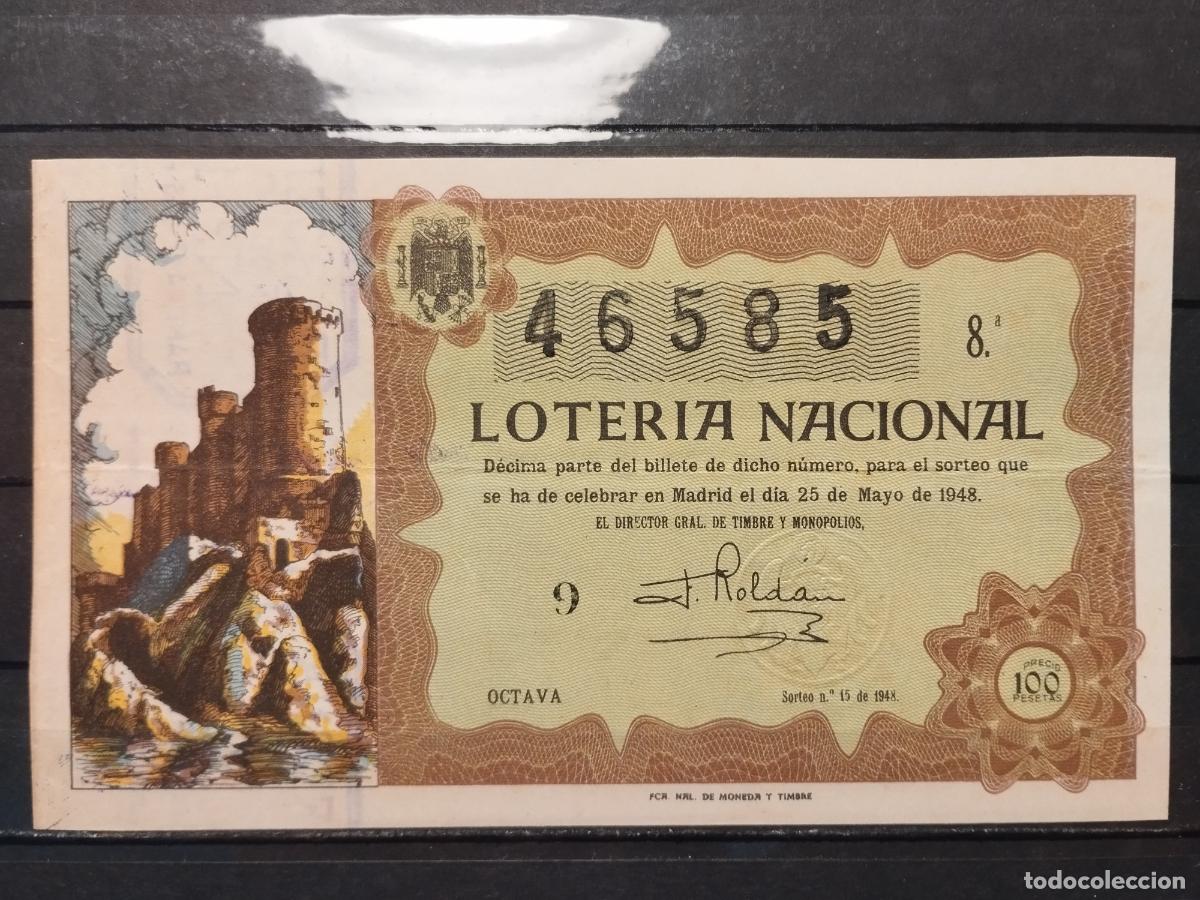 46585
8.ª
LOTERIA NACIONAL
Décima parte del billete de dicho número, para el sorteo que
se ha de celebrar en Madrid el día 25 de Mayo de 1948.
EL DIRECTOR GRAL. DE TIMBRE Y MONOPOLIOS,
9
J. Roldán
OCTAVA
Sorteo n.º 15 de 1948.
PRECIO
100
PESETAS
FCA. NAL. DE MONEDA Y TIMBRE
todocoleccion